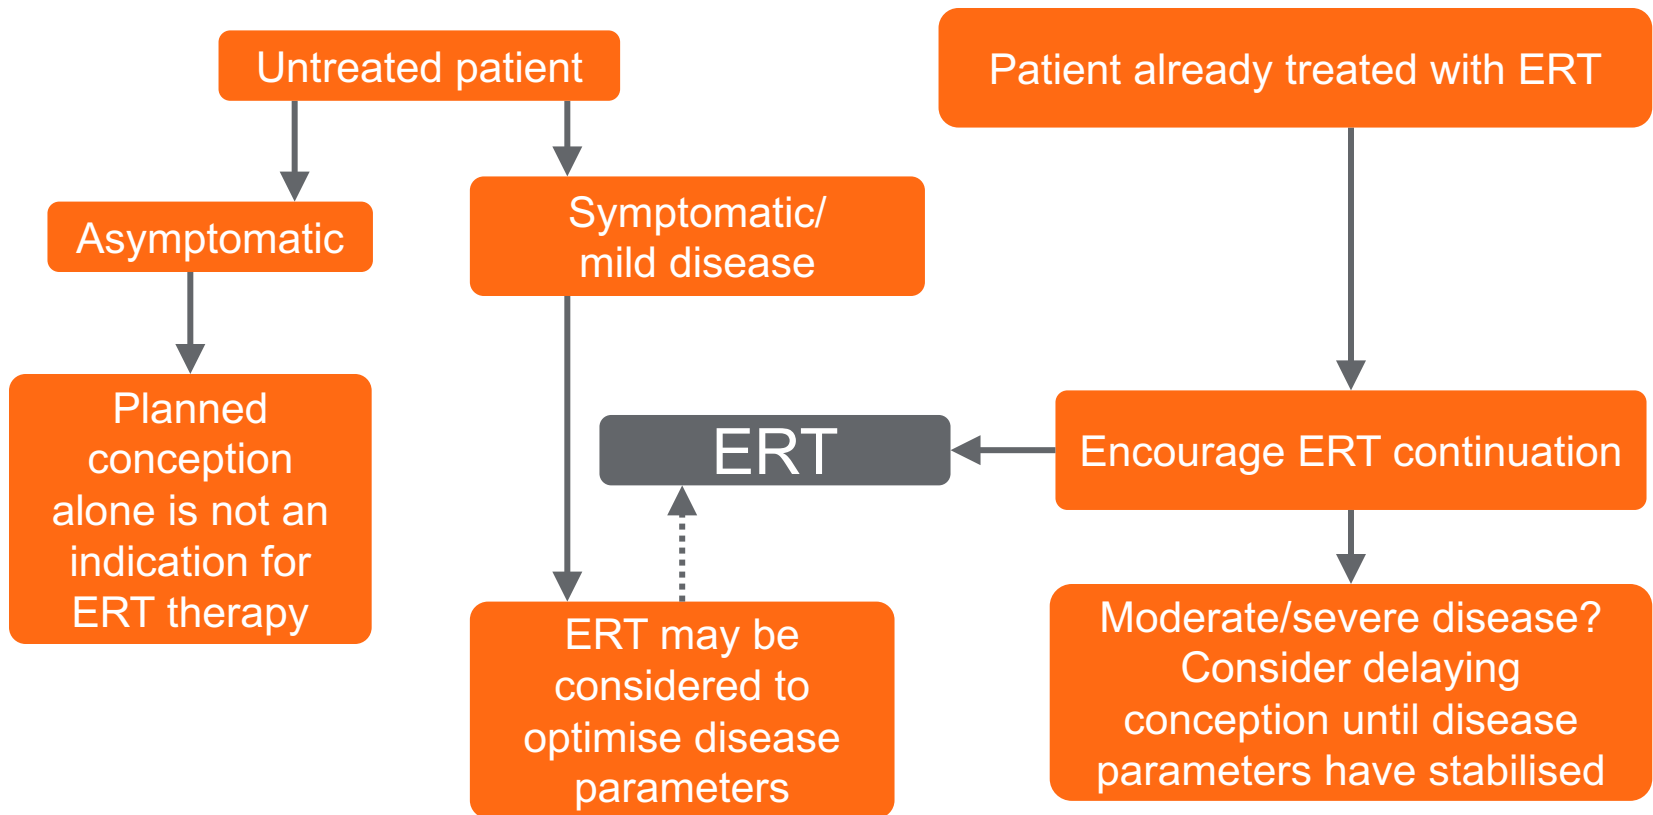 Untreated patient
Patient already treated with ERT
Asymptomatic
Symptomatic/
mild disease
Planned
conception
alone is not an
indication for
ERT therapy
ERT
Encourage ERT continuation
ERT may be
considered to
optimise disease
parameters
Moderate/severe disease?
Consider delaying
conception until disease
parameters have stabilised